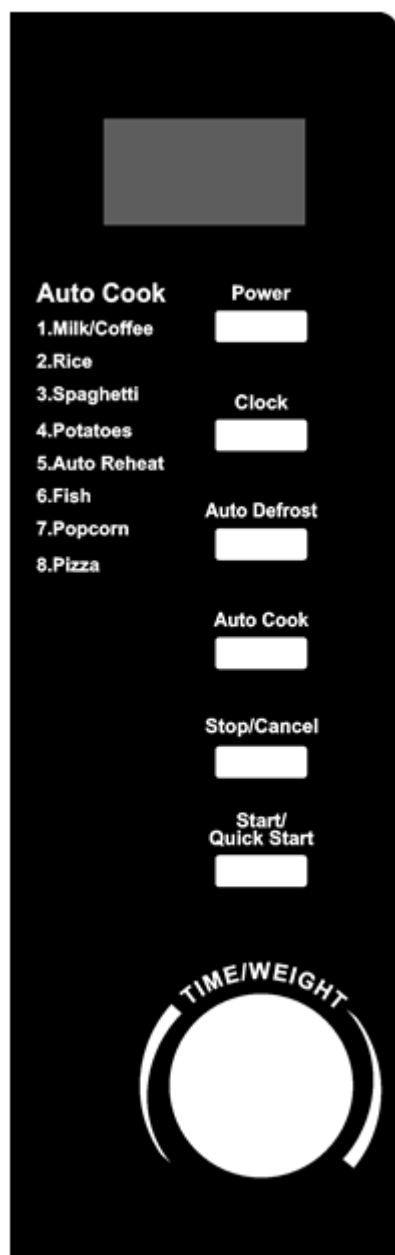 Auto Cook
1.Milk/Coffee
2.Rice
3.Spaghetti
4.Potatoes
5.Auto Reheat
6.Fish
7.Popcorn
8.Pizza
Power
Clock
Auto Defrost
Auto Cook
Stop/Cancel
Start/
Quick Start
TIME/WEIGHT